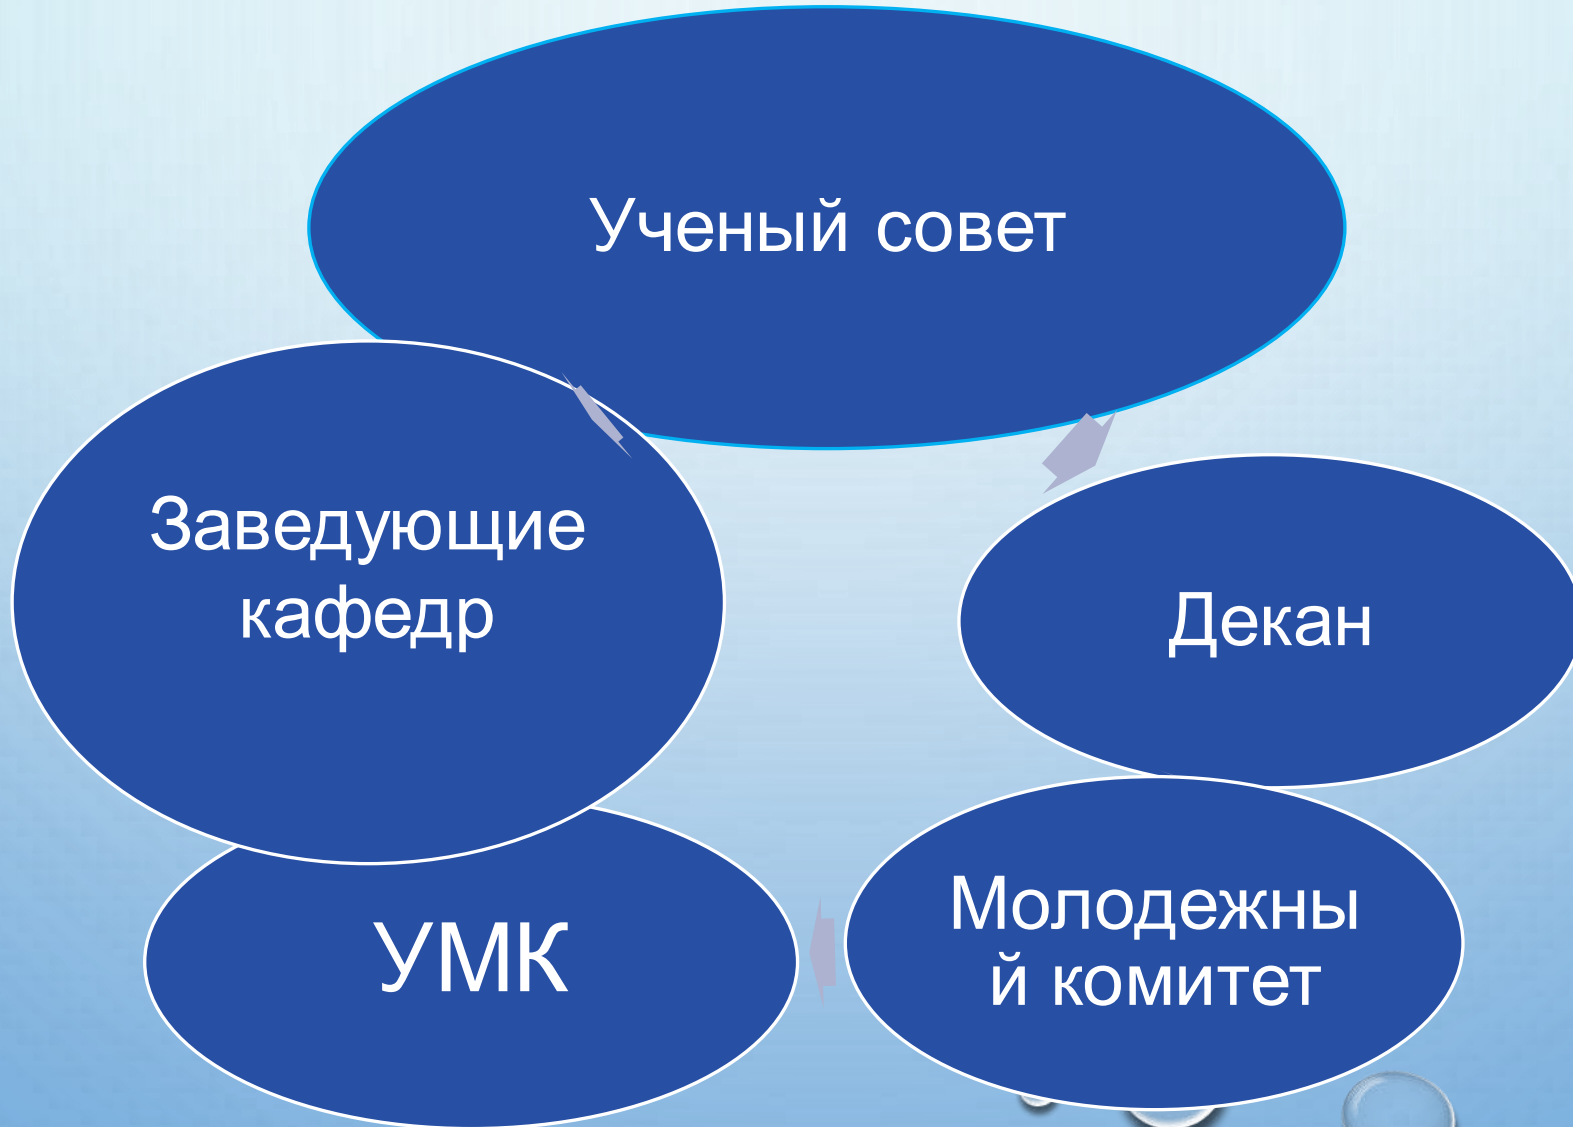 Ученый совет
Заведующие
кафедр
Декан
Молодежны
й комитет
УМК